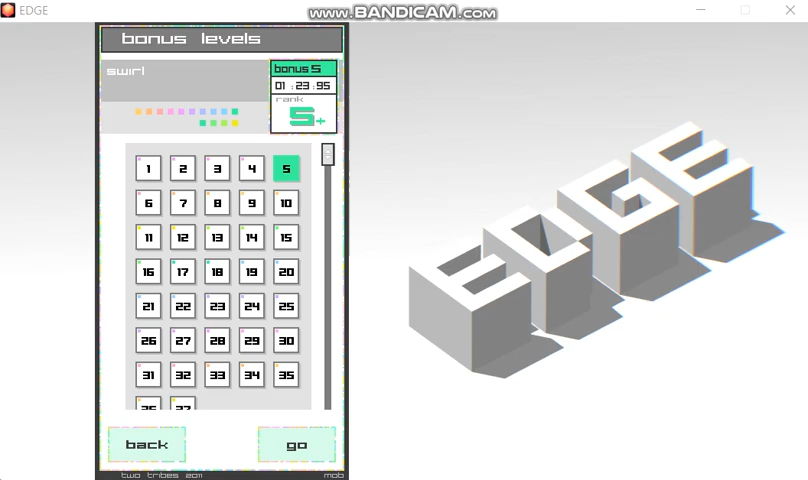 EDGE
www.BANDICAM.com
bonus levels
swirl
bonus 5
01 : 23 : 95
rank
S+
1 2 3 4 5
6 7 8 9 10
11 12 13 14 15
16 17 18 19 20
21 22 23 24 25
26 27 28 29 30
31 32 33 34 35
EDGE
back go
two tribes 2011 mob